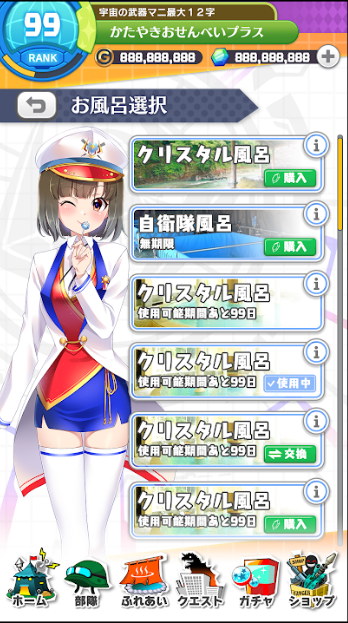 99
RANK
宇宙の武器マニ最大12字
かたやきおせんべいプラス
G 888,888,888
888,888,888 +
お風呂選択
クリスタル風呂
i
購入
自衛隊風呂
i
無期限
購入
クリスタル風呂
i
使用可能期間あと99日
クリスタル風呂
i
使用可能期間あと99日
使用中
クリスタル風呂
i
使用可能期間あと99日
交換
クリスタル風呂
i
使用可能期間あと99日
購入
ホーム
部隊
ふれあい
クエスト
ガチャ
ショップ